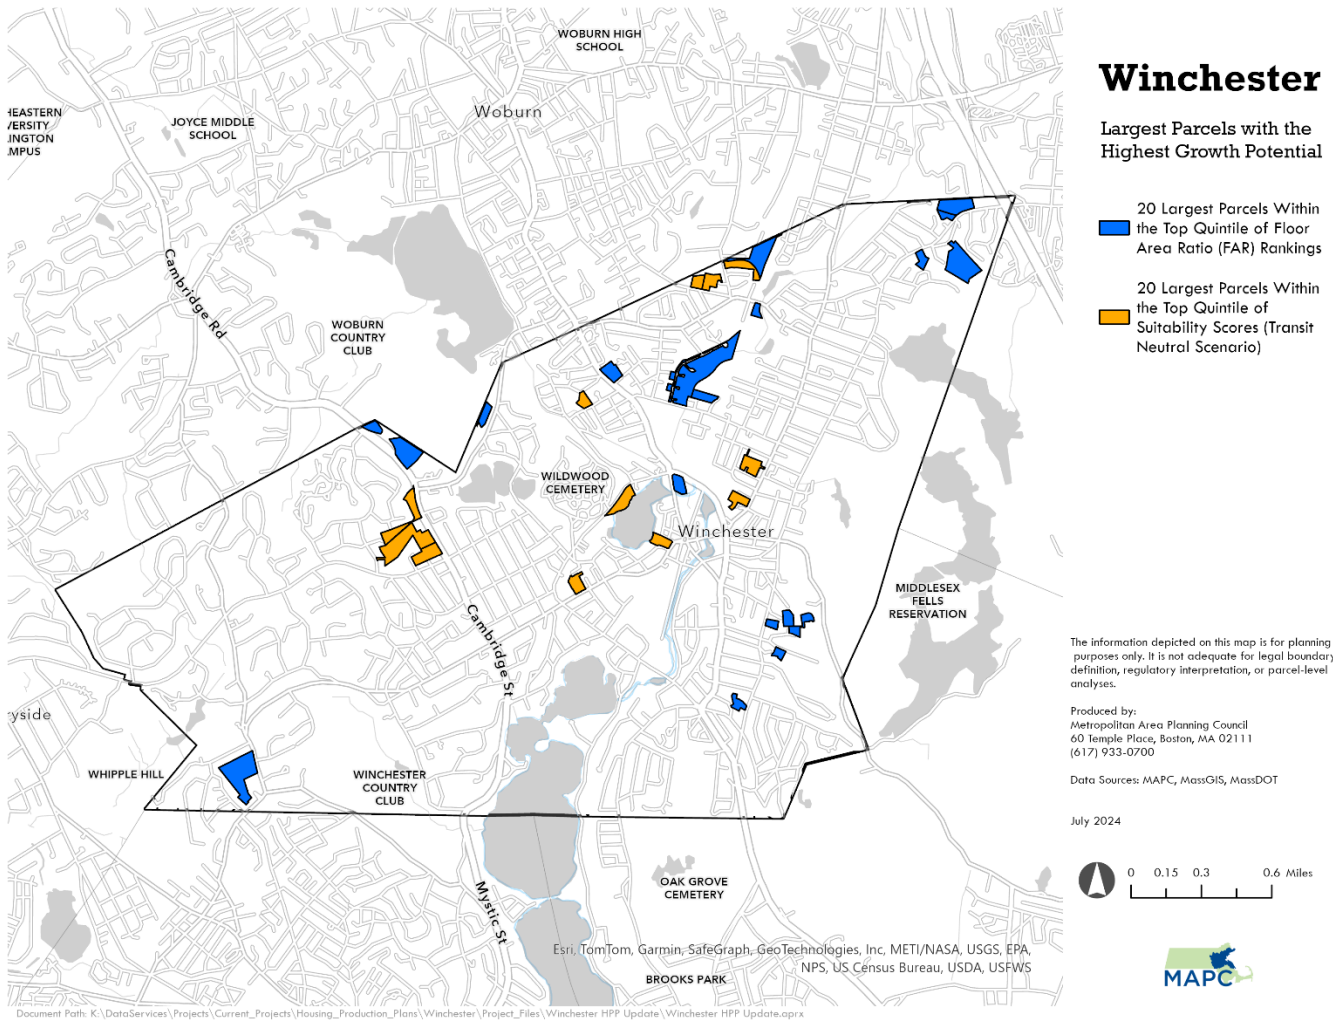 WOBURN HIGH
SCHOOL
Woburn
HEASTERN
VERSITY
INGTON
MPUS
JOYCE MIDDLE
SCHOOL
Cambridge Rd
WOBURN
COUNTRY
CLUB
WILDWOOD
CEMETERY
Winchester
MIDDLESEX
FELLS
RESERVATION
Cambridge St
yside
WHIPPLE HILL
WINCHESTER
COUNTRY
CLUB
Mystic St
OAK GROVE
CEMETERY
BROOKS PARK
Esri, TomTom, Garmin, SafeGraph, GeoTechnologies, Inc, METI/NASA, USGS, EPA,
NPS, US Census Bureau, USDA, USFWS
Winchester
Largest Parcels with the
Highest Growth Potential
20 Largest Parcels Within
the Top Quintile of Floor
Area Ratio (FAR) Rankings
20 Largest Parcels Within
the Top Quintile of
Suitability Scores (Transit
Neutral Scenario)
The information depicted on this map is for planning
purposes only. It is not adequate for legal boundary
definition, regulatory interpretation, or parcel-level
analyses.
Produced by:
Metropolitan Area Planning Council
60 Temple Place, Boston, MA 02111
(617) 933-0700
Data Sources: MAPC, MassGIS, MassDOT
July 2024
0 0.15 0.3 0.6 Miles
MAPC
Document Path: K:\DataServices\Projects\Current_Projects\Housing_Production_Plans\Winchester\Project_Files\Winchester HPP Update\Winchester HPP Update.aprx